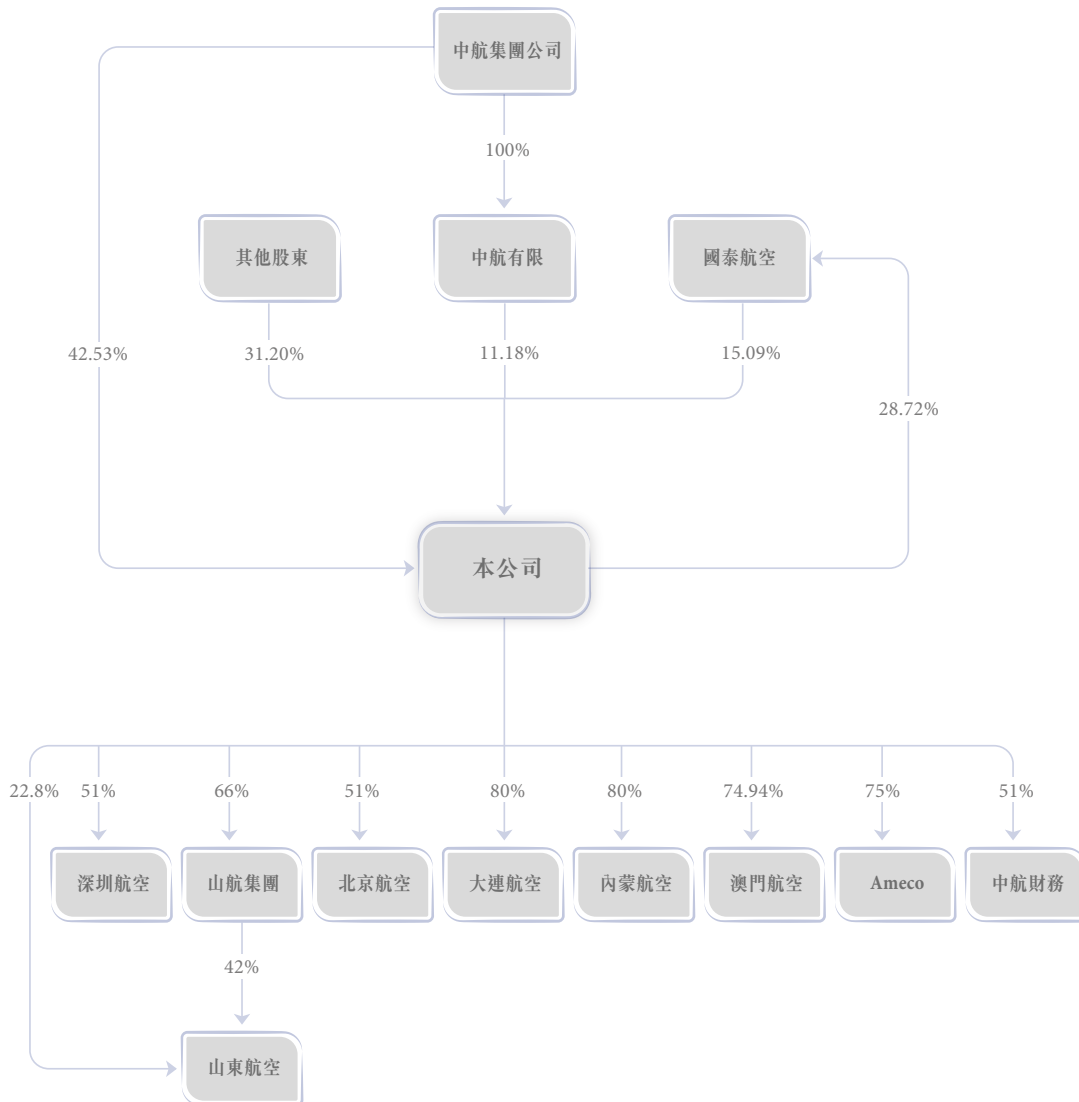 中航集團公司
100%
其他股東
中航有限
國泰航空
42.53%
31.20%
11.18%
15.09%
28.72%
本公司
22.8%
51%
66%
51%
80%
80%
74.94%
75%
51%
深圳航空
山航集團
北京航空
大連航空
內蒙航空
澳門航空
Ameco
中航財務
42%
山東航空